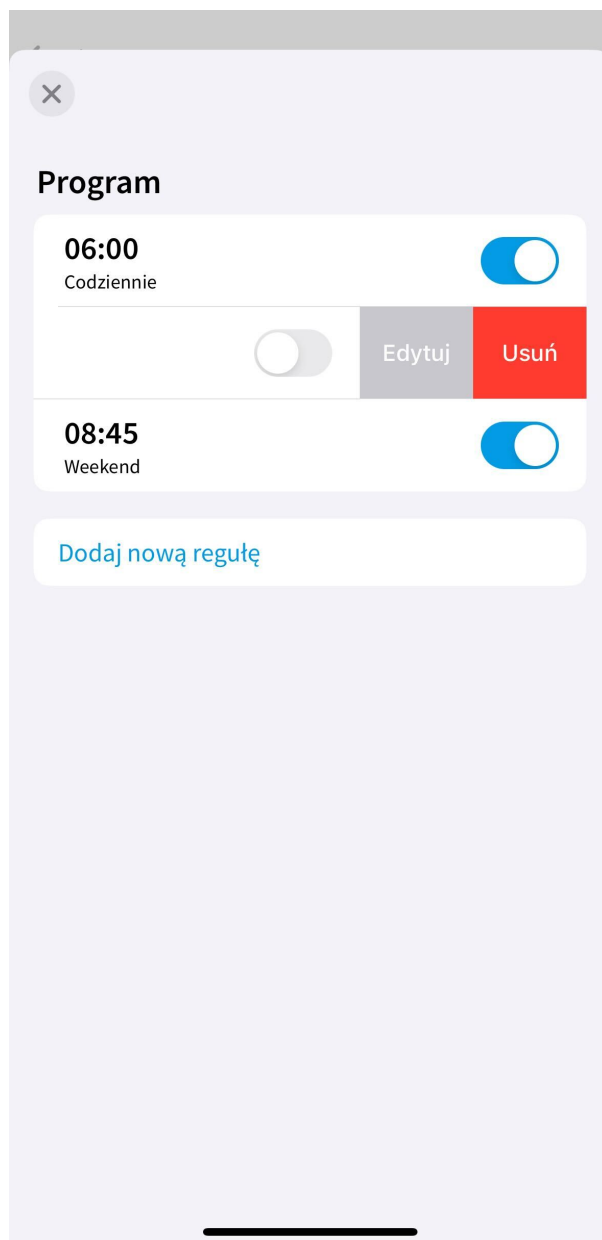 Program
06:00
Codziennie
Edytuj
Usuń
08:45
Weekend
Dodaj nową regułę